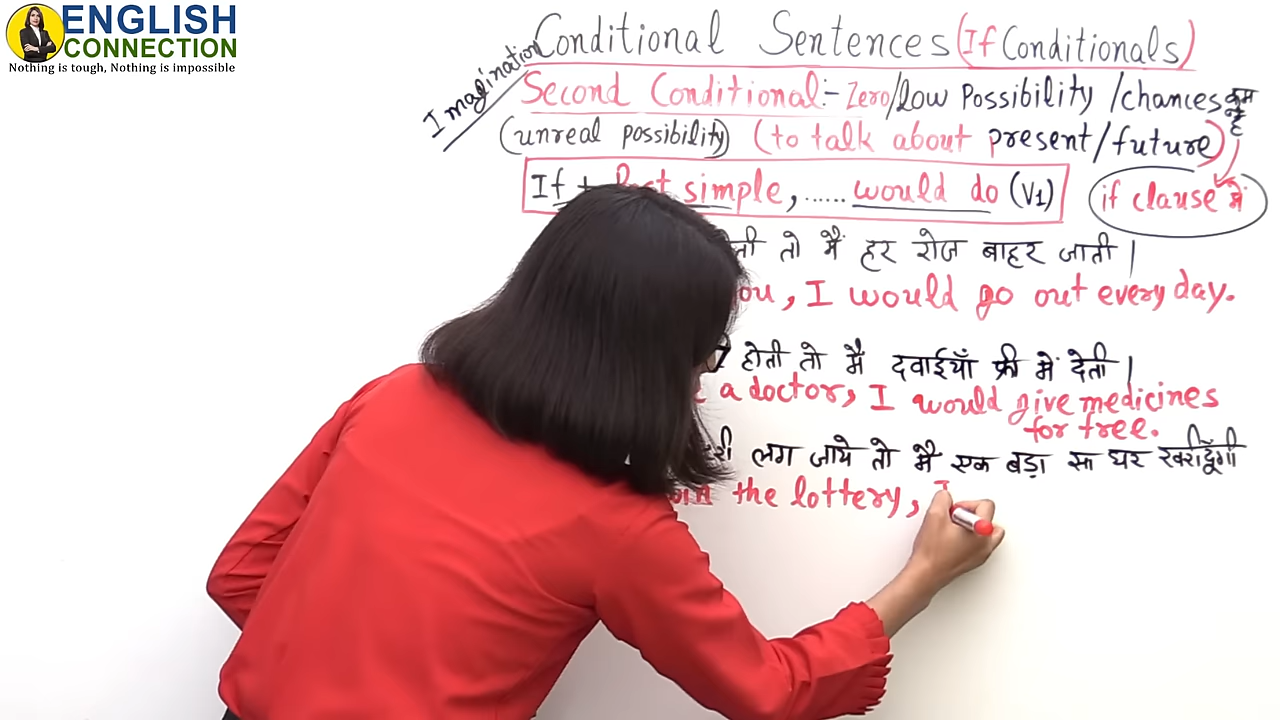 ENGLISH
CONNECTION
Nothing is tough, Nothing is impossible
Conditional Sentences (If Conditionals)
Imagination
Second Conditional:- Zero/low Possibility /chances कम है
(unreal possibility) (to talk about present/future)
If + Past simple, ...... would do (V1)
if clause में
तो मैं हर रोज बाहर जाती |
you, I would go out every day.
होती तो मैं दवाईयाँ फ्री में देती |
a doctor, I would give medicines
for free.
लग जाये तो मैं एक बड़ा सा घर खरीदूँगी
the lottery, I